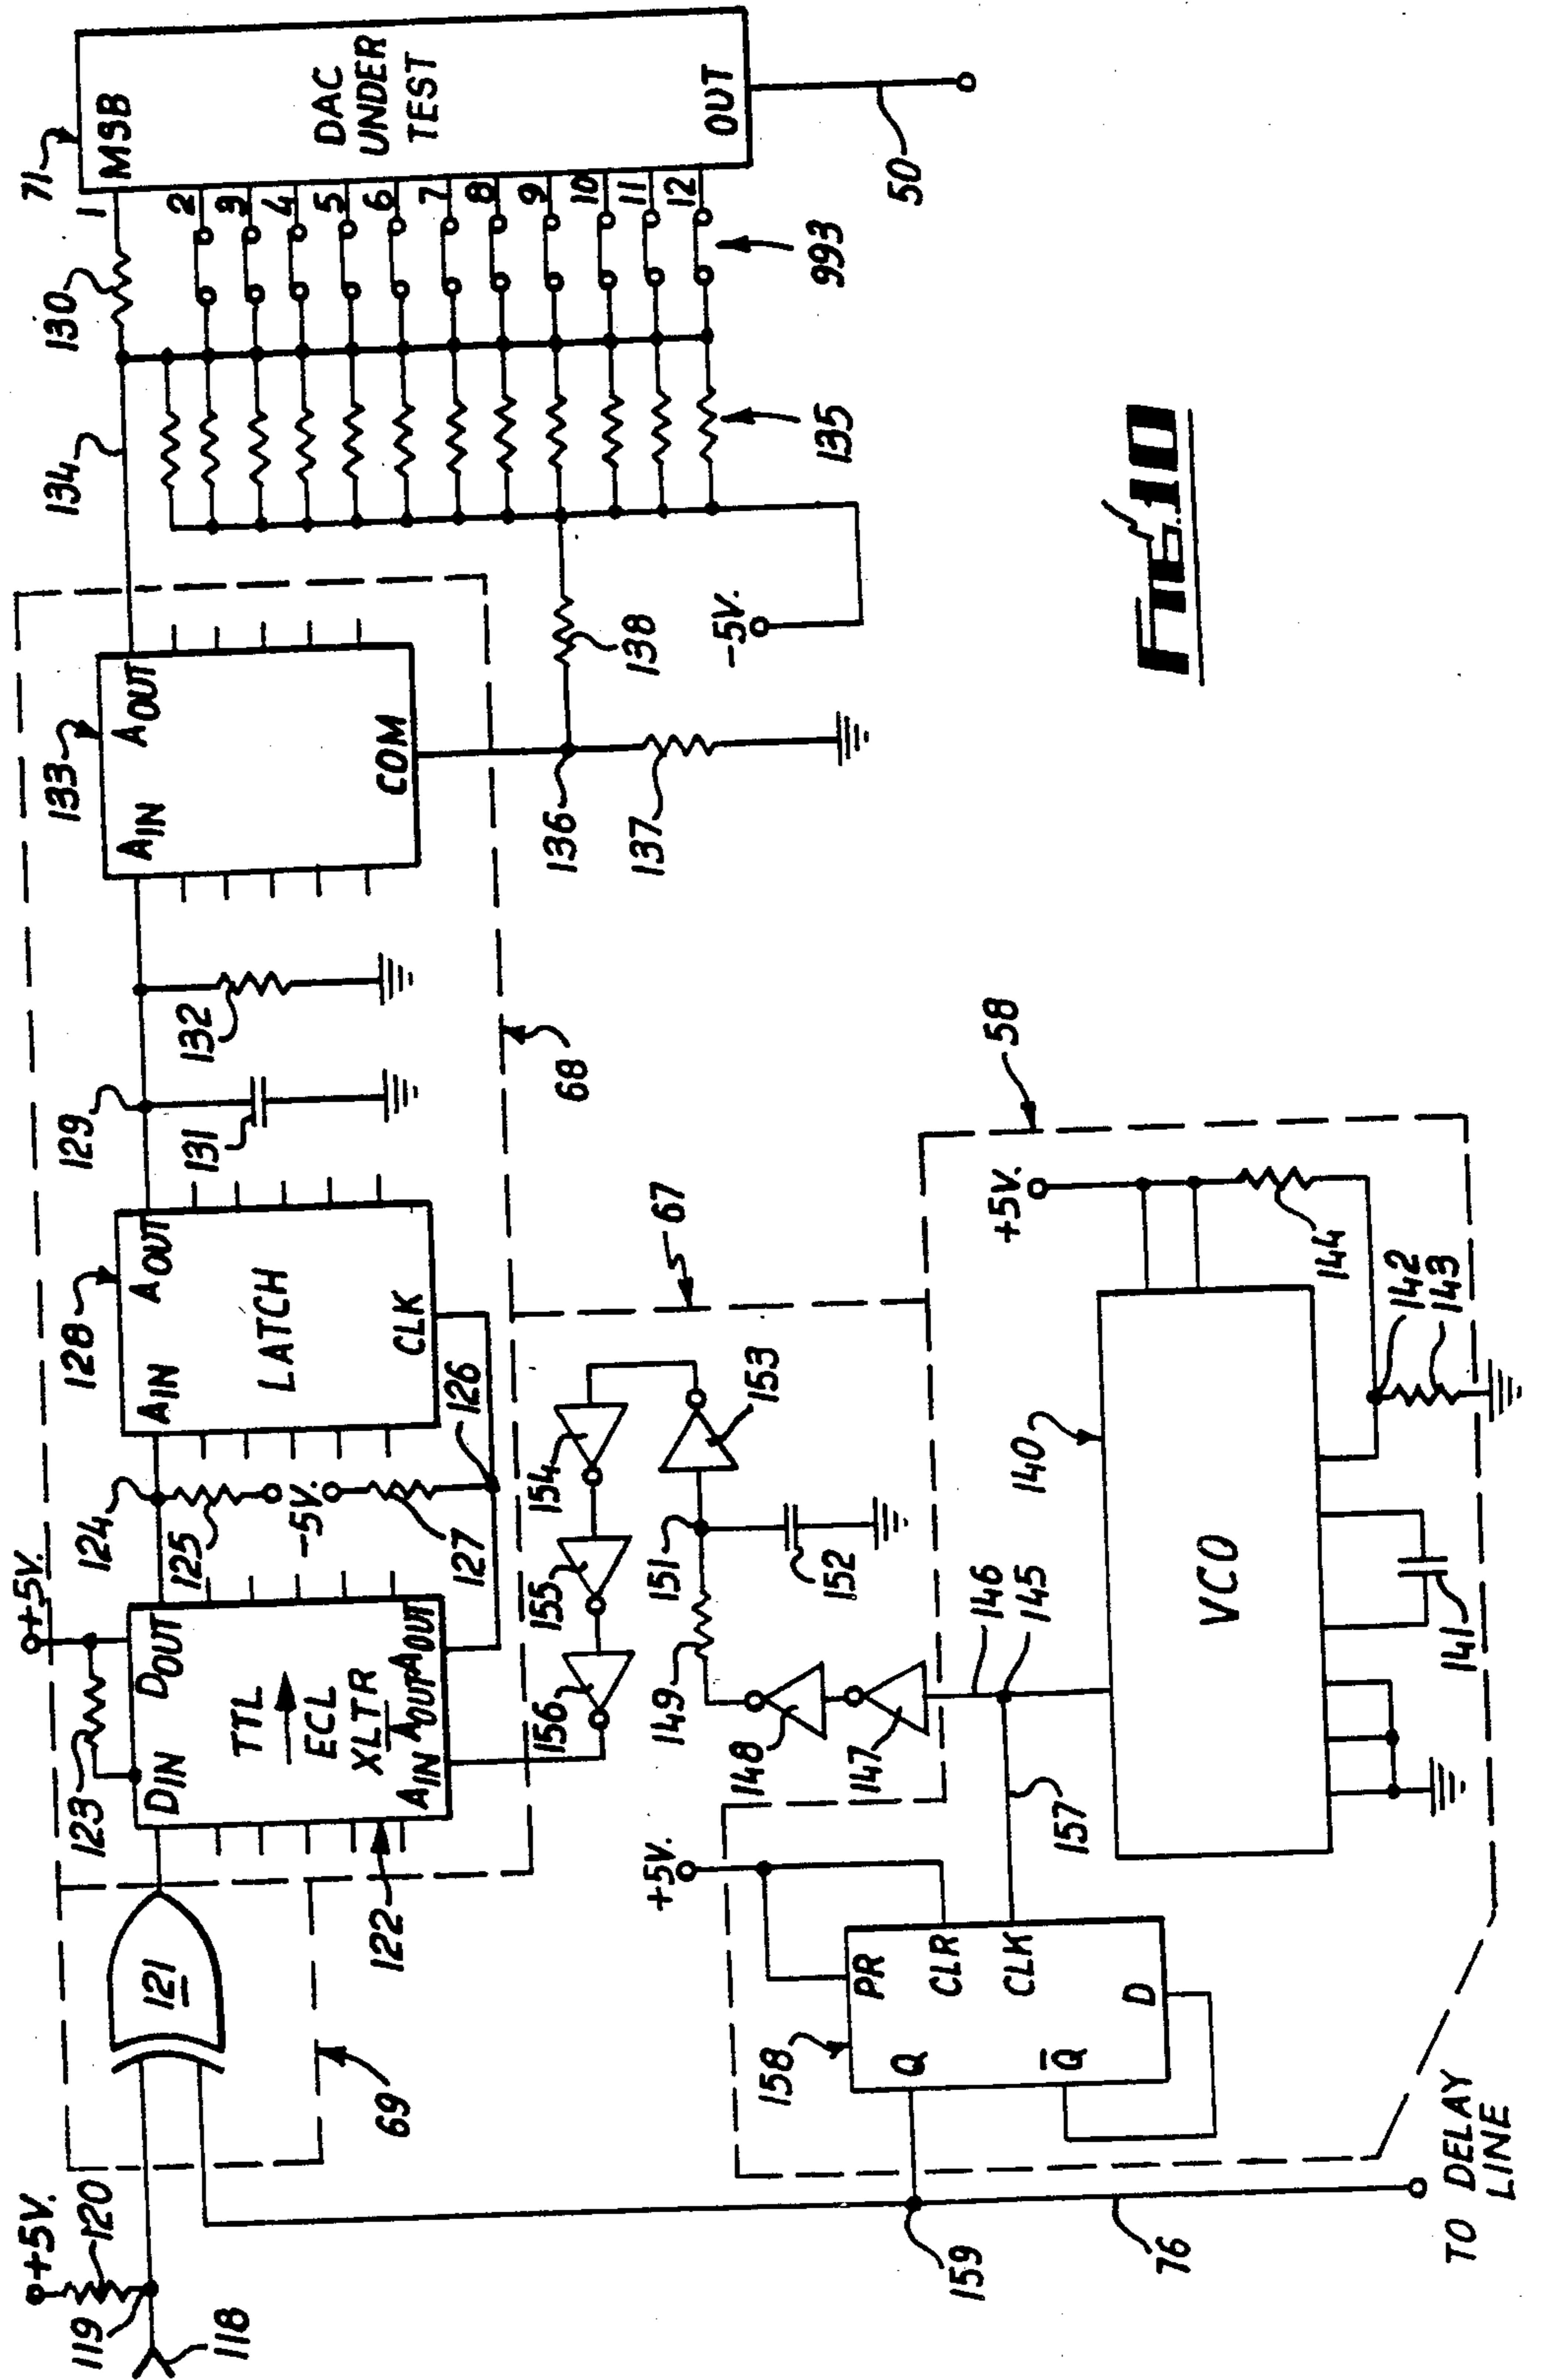 +5V.
119
120
118
69
121
123
+5V.
DIN
DOUT
TTL
ECL
XLTR
AIN
AOUT
AOUT
122
124
125
-5V.
127
126
128
AIN
AOUT
LATCH
CLK
129
131
132
68
133
AIN
AOUT
COM
136
137
138
-5V.
134
130
135
993
71
1
MSB
2
3
4
5
6
7
8
9
10
11
12
DAC
UNDER
TEST
OUT
50
67
154
155
156
153
151
152
149
148
147
146
145
157
+5V.
158
PR
CLR
CLK
Q
Q̅
D
159
76
TO DELAY
LINE
58
+5V.
144
142
143
140
VCO
141
FIG. 10